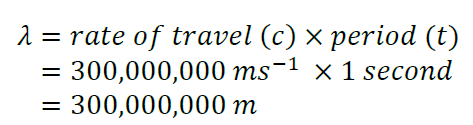 λ = rate of travel (c) × period (t)
= 300,000,000 ms⁻¹ × 1 second
= 300,000,000 m